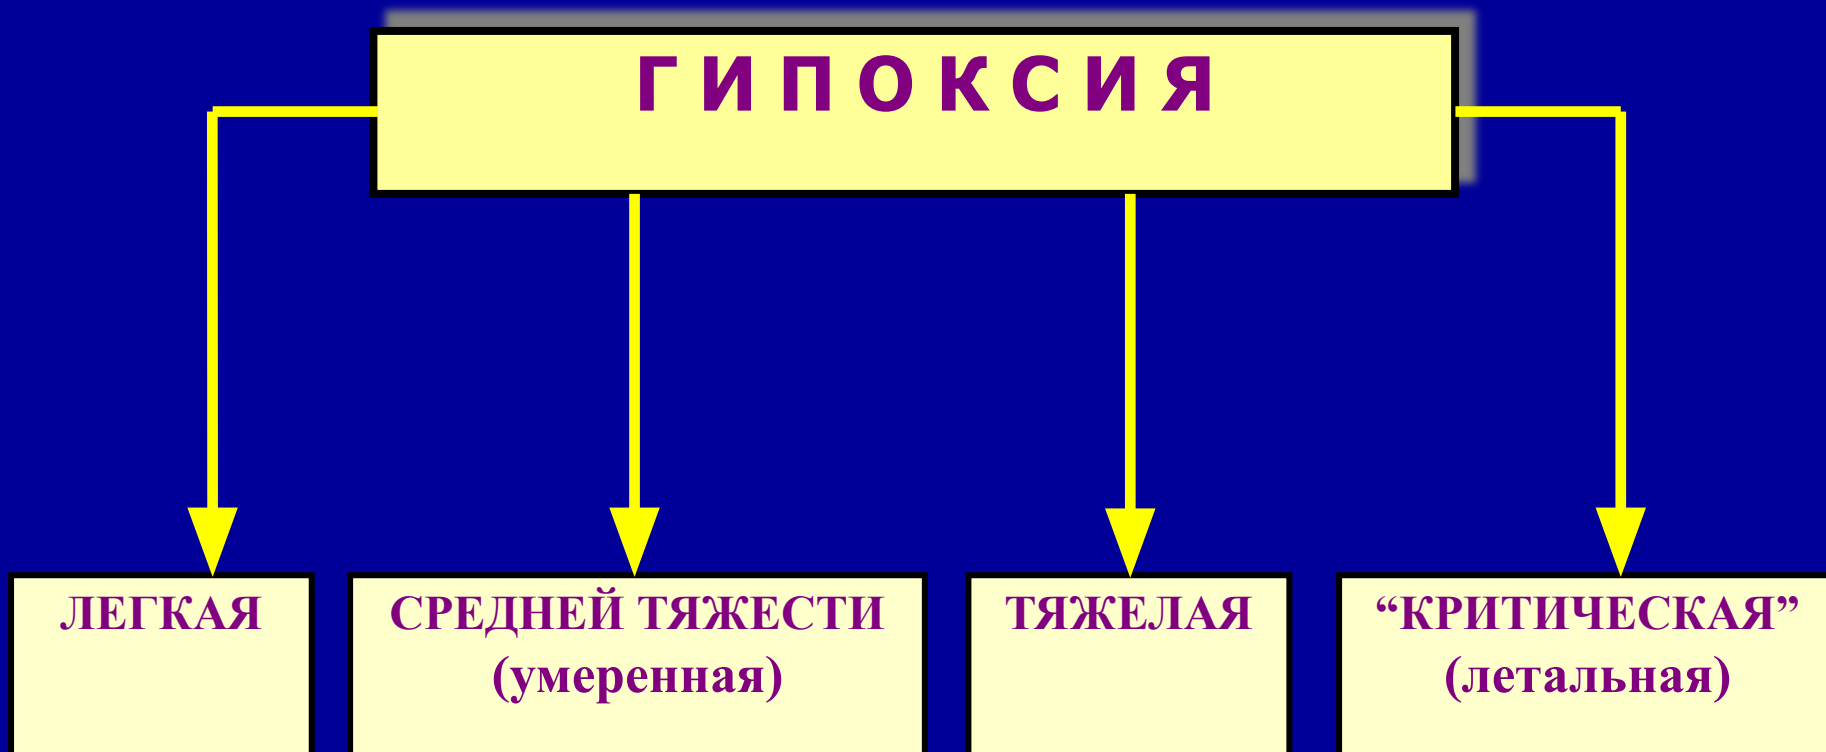 Г И П О К С И Я
ЛЕГКАЯ
СРЕДНЕЙ ТЯЖЕСТИ
(умеренная)
ТЯЖЕЛАЯ
“КРИТИЧЕСКАЯ”
(летальная)